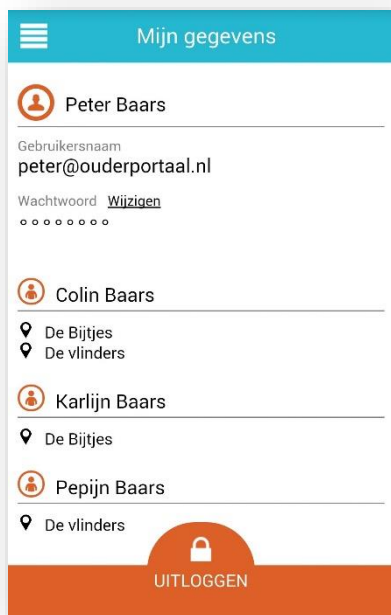 Mijn gegevens
Peter Baars
Gebruikersnaam
peter@ouderportaal.nl
Wachtwoord Wijzigen
Colin Baars
De Bijtjes
De vlinders
Karlijn Baars
De Bijtjes
Pepijn Baars
De vlinders
UITLOGGEN